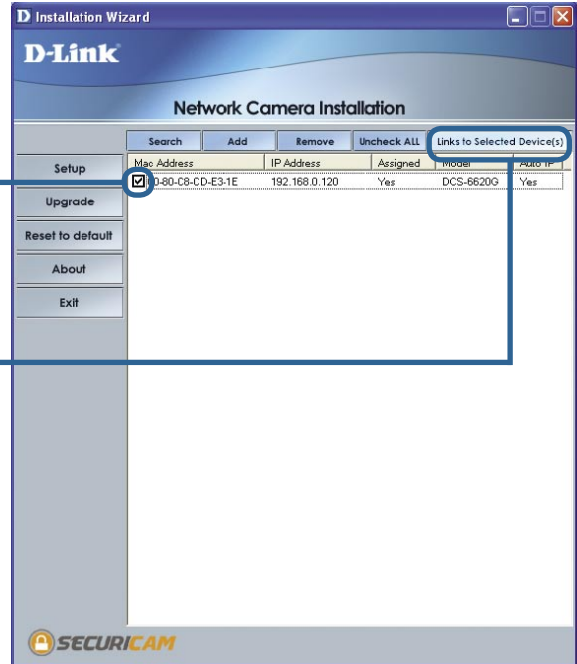 D Installation Wizard
D-Link
Network Camera Installation
Search Add Remove Uncheck ALL Links to Selected Device(s)
Mac Address IP Address Assigned Model Auto IP
-80-C8-CD-E3-1E 192.168.0.120 Yes DCS-6620G Yes
Setup
Upgrade
Reset to default
About
Exit
SECURICAM